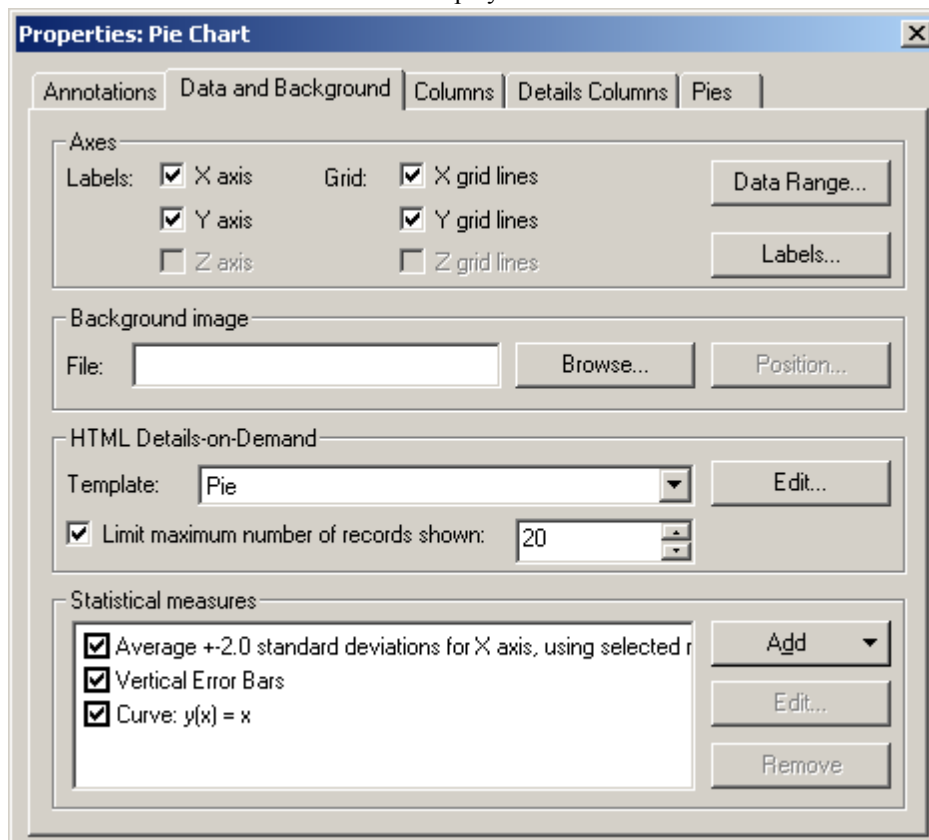 Properties: Pie Chart
Annotations Data and Background Columns Details Columns Pies
Axes
Labels: X axis Grid: X grid lines Data Range...
Y axis Y grid lines
Z axis Z grid lines Labels...
Background image
File: Browse... Position...
HTML Details-on-Demand
Template: Pie Edit...
Limit maximum number of records shown: 20
Statistical measures
Average +-2.0 standard deviations for X axis, using selected Add
Vertical Error Bars
Edit...
Curve: y(x) = x
Remove